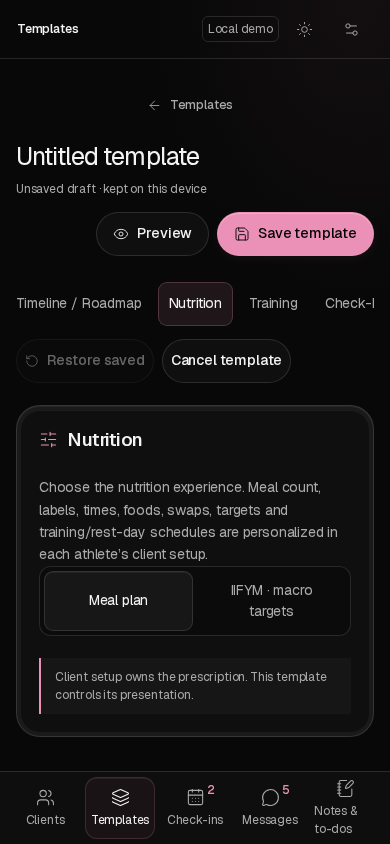 Templates
Local demo
Templates
Untitled template
Unsaved draft · kept on this device
Preview
Save template
Timeline / Roadmap
Nutrition
Training
Check-I
Restore saved
Cancel template
Nutrition
Choose the nutrition experience. Meal count,
labels, times, foods, swaps, targets and
training/rest-day schedules are personalized in
each athlete's client setup.
Meal plan
IIFYM · macro
targets
Client setup owns the prescription. This template
controls its presentation.
Clients
Templates
2
Check-ins
5
Messages
Notes &
to-dos